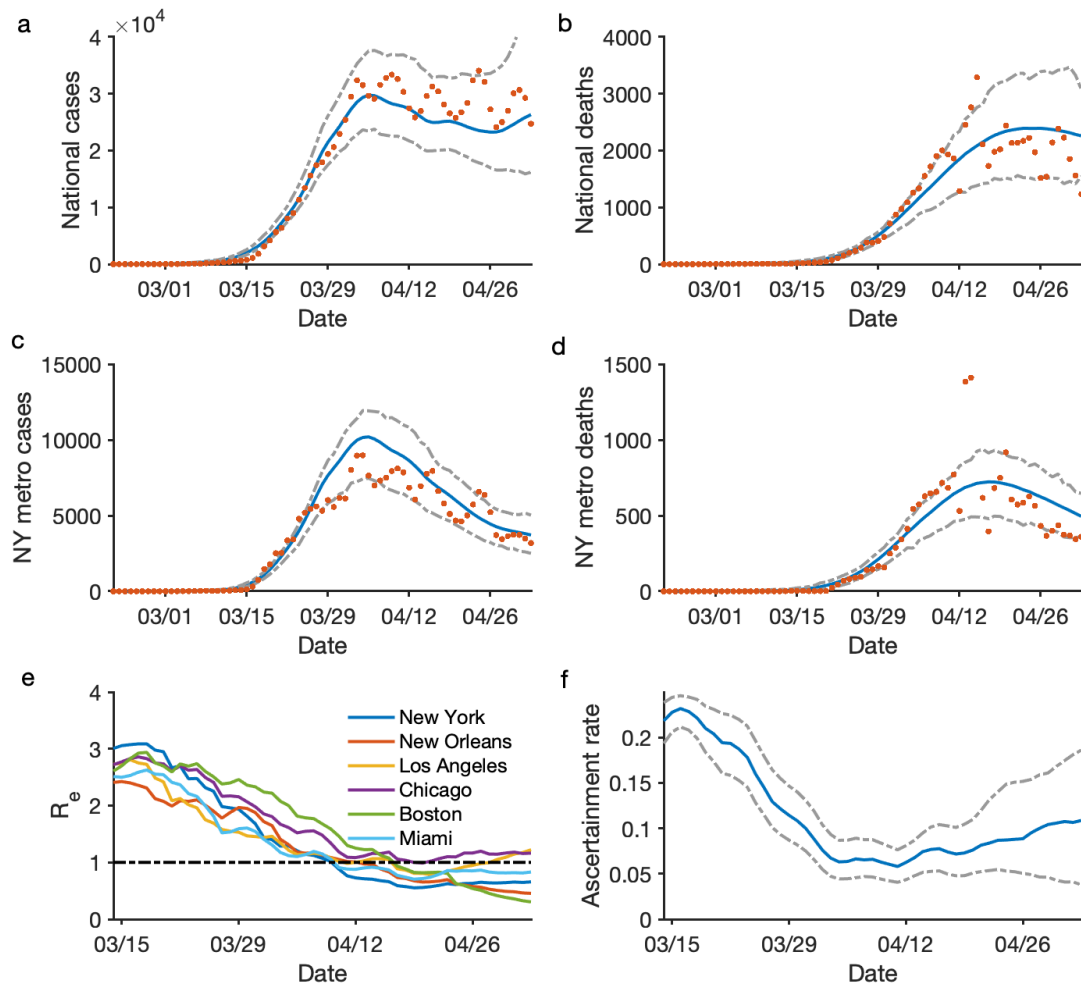 a
×10⁴
National cases
4
3
2
1
0
03/01 03/15 03/29 04/12 04/26
Date
b
National deaths
4000
3000
2000
1000
0
03/01 03/15 03/29 04/12 04/26
Date
c
NY metro cases
15000
10000
5000
0
03/01 03/15 03/29 04/12 04/26
Date
d
NY metro deaths
1500
1000
500
0
03/01 03/15 03/29 04/12 04/26
Date
e
Rₑ
4
3
2
1
0
New York
New Orleans
Los Angeles
Chicago
Boston
Miami
03/15 03/29 04/12 04/26
Date
f
Ascertainment rate
0.2
0.15
0.1
0.05
0
03/15 03/29 04/12 04/26
Date